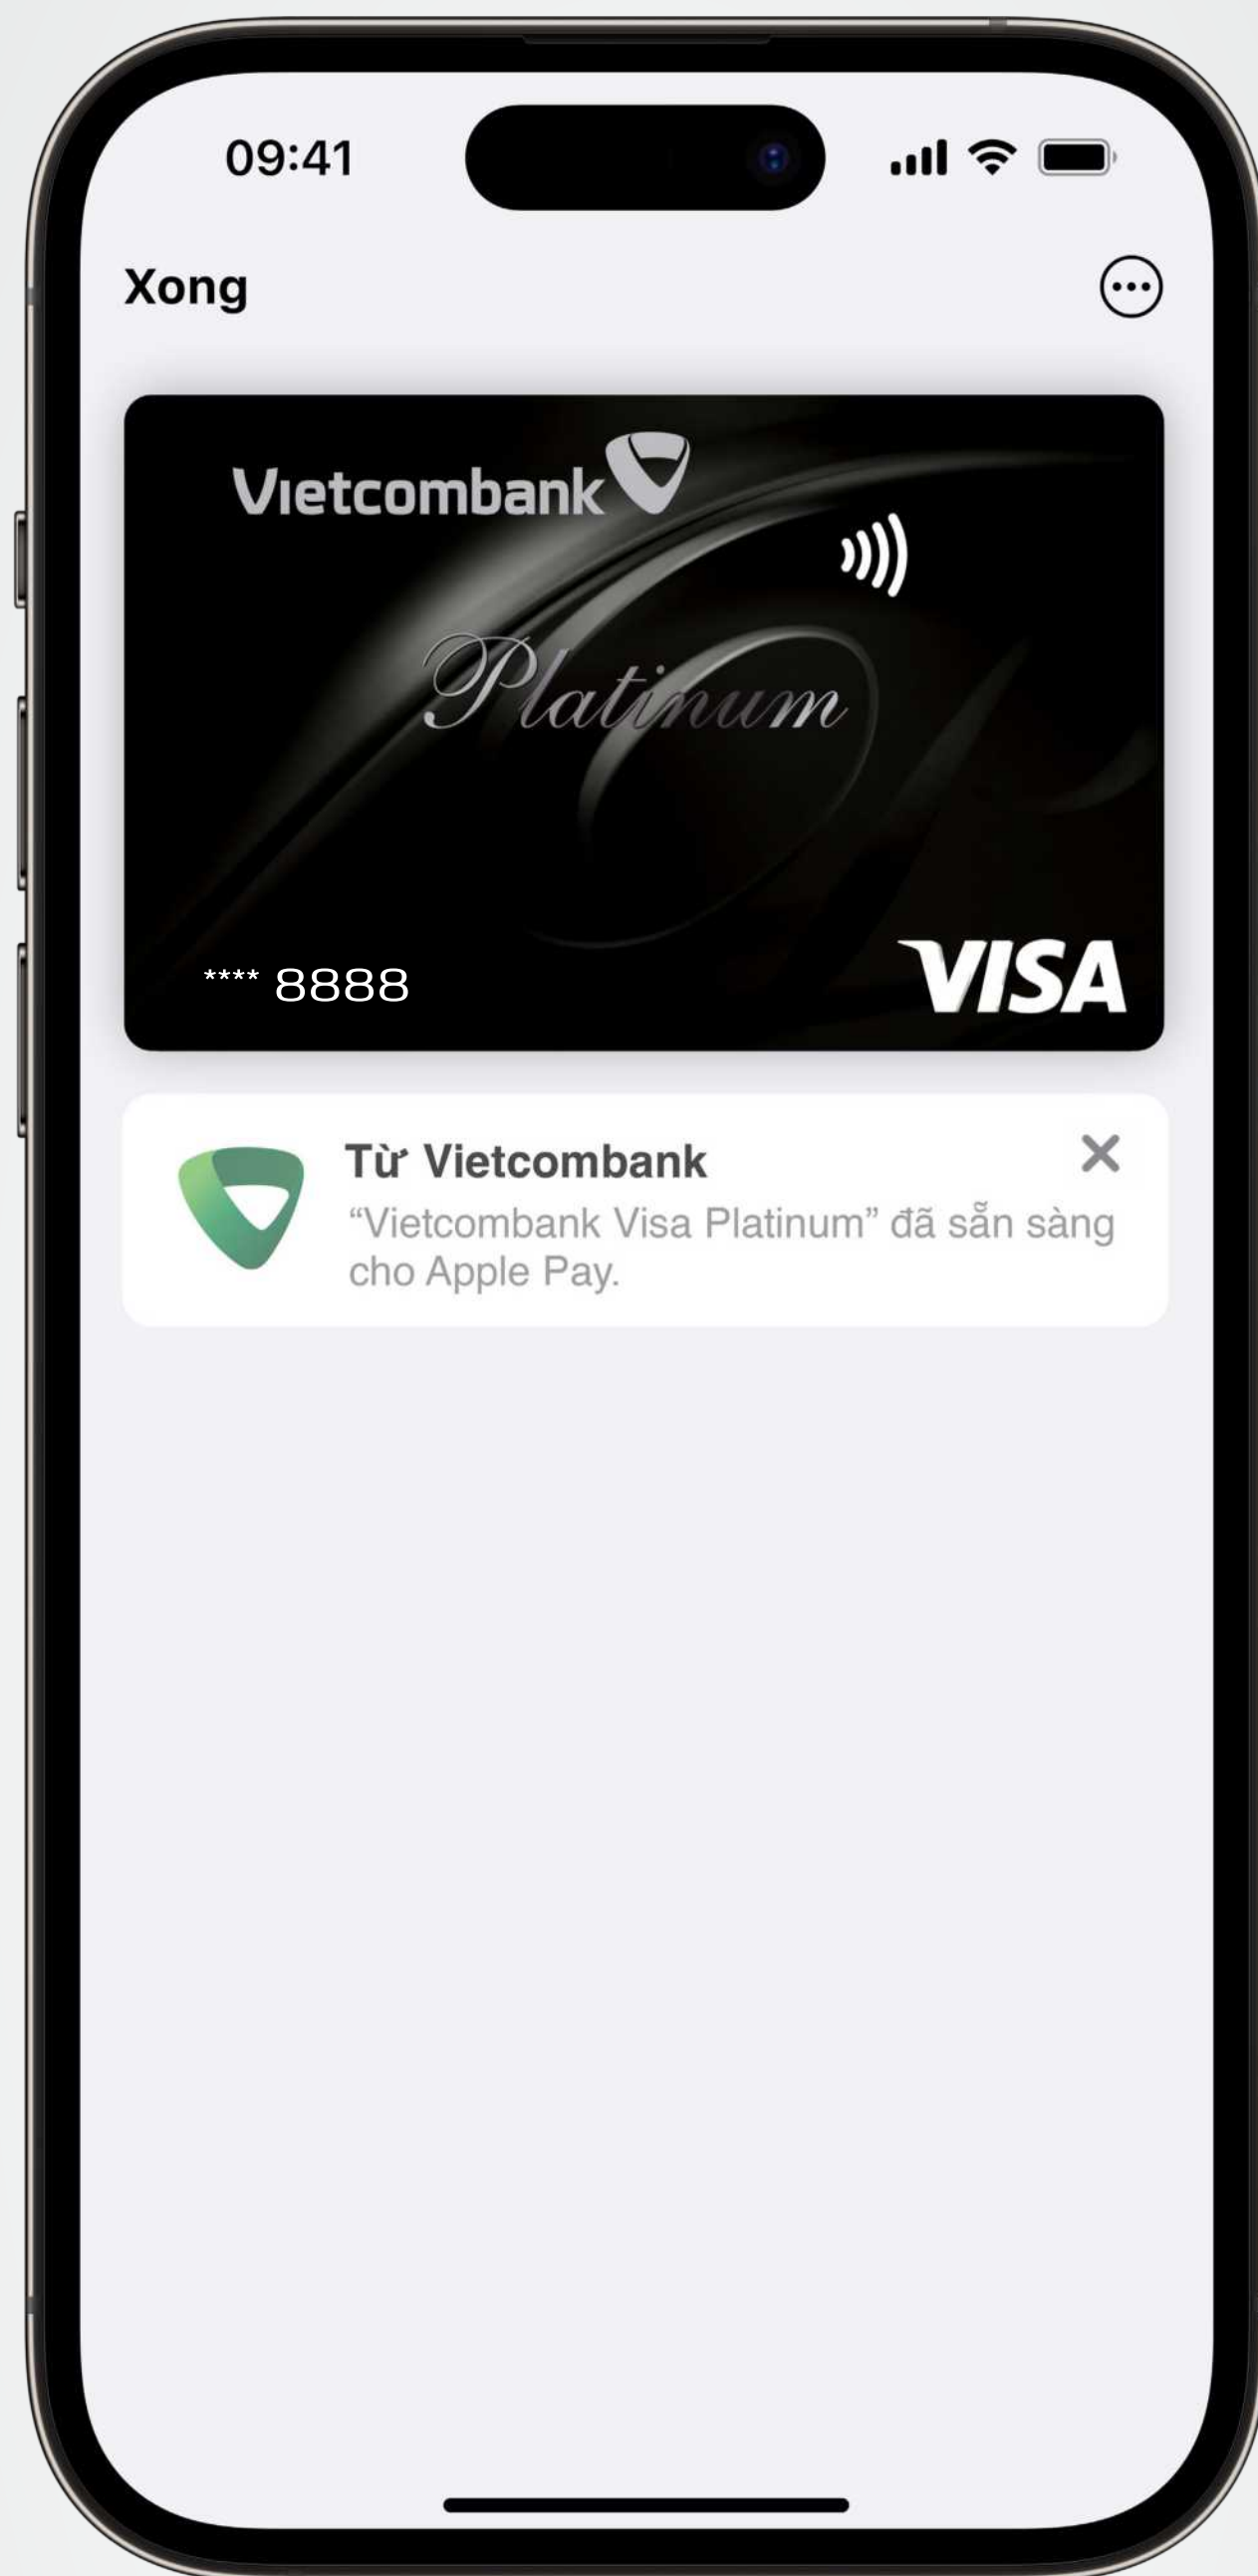 09:41
Xong
Vietcombank
Platinum
**** 8888
VISA
Từ Vietcombank
“Vietcombank Visa Platinum” đã sẵn sàng
cho Apple Pay.